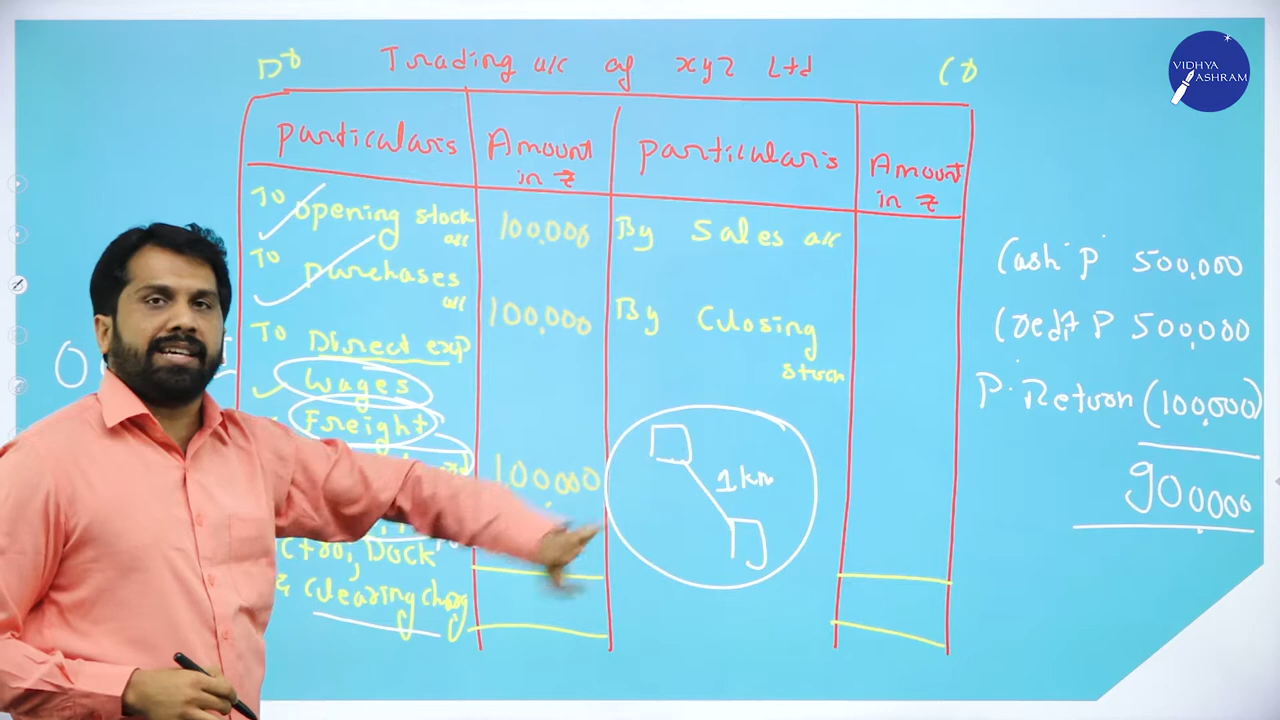 VIDHYA
ASHRAM
Dr Trading a/c of xyz Ltd Cr
Particulars Amount in ₹ Particulars Amount in ₹
To opening stock a/c 100,000 By Sales a/c
To purchases a/c 100,000 By Closing stock
To Direct exp
Wages
Freight
100,000
1 km
Dock
& Clearing Charg
Cash P 500,000
Credit P 500,000
P. Return (100,000)
900,000